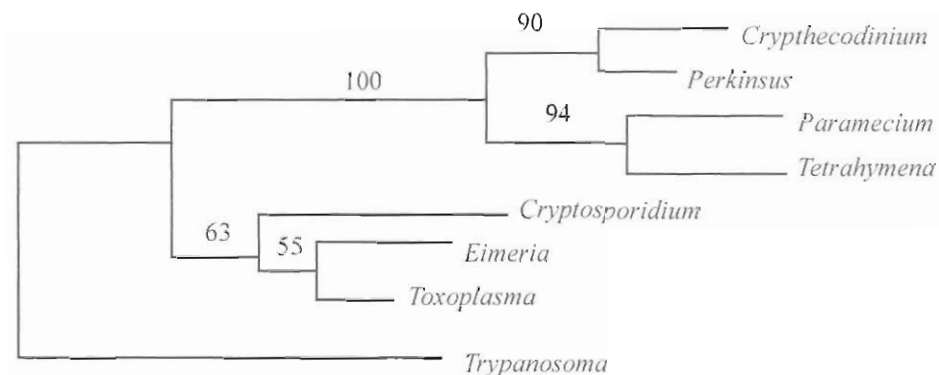 90
Crypthecodinium
Perkinsus
100
94
Paramecium
Tetrahymena
Cryptosporidium
63
55
Eimeria
Toxoplasma
Trypanosoma